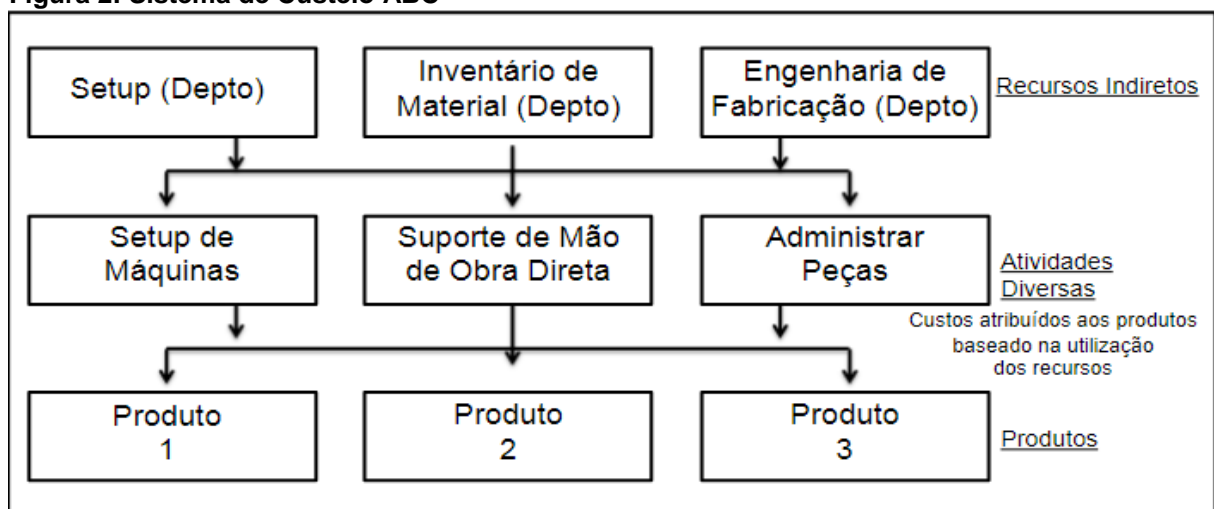 Figura 2: Sistema de Custeio ABC
Setup (Depto)
Inventário de
Material (Depto)
Engenharia de
Fabricação (Depto)
Recursos Indiretos
Setup de
Máquinas
Suporte de Mão
de Obra Direta
Administrar
Peças
Atividades
Diversas
Custos atribuídos aos produtos
baseado na utilização
dos recursos
Produto
1
Produto
2
Produto
3
Produtos